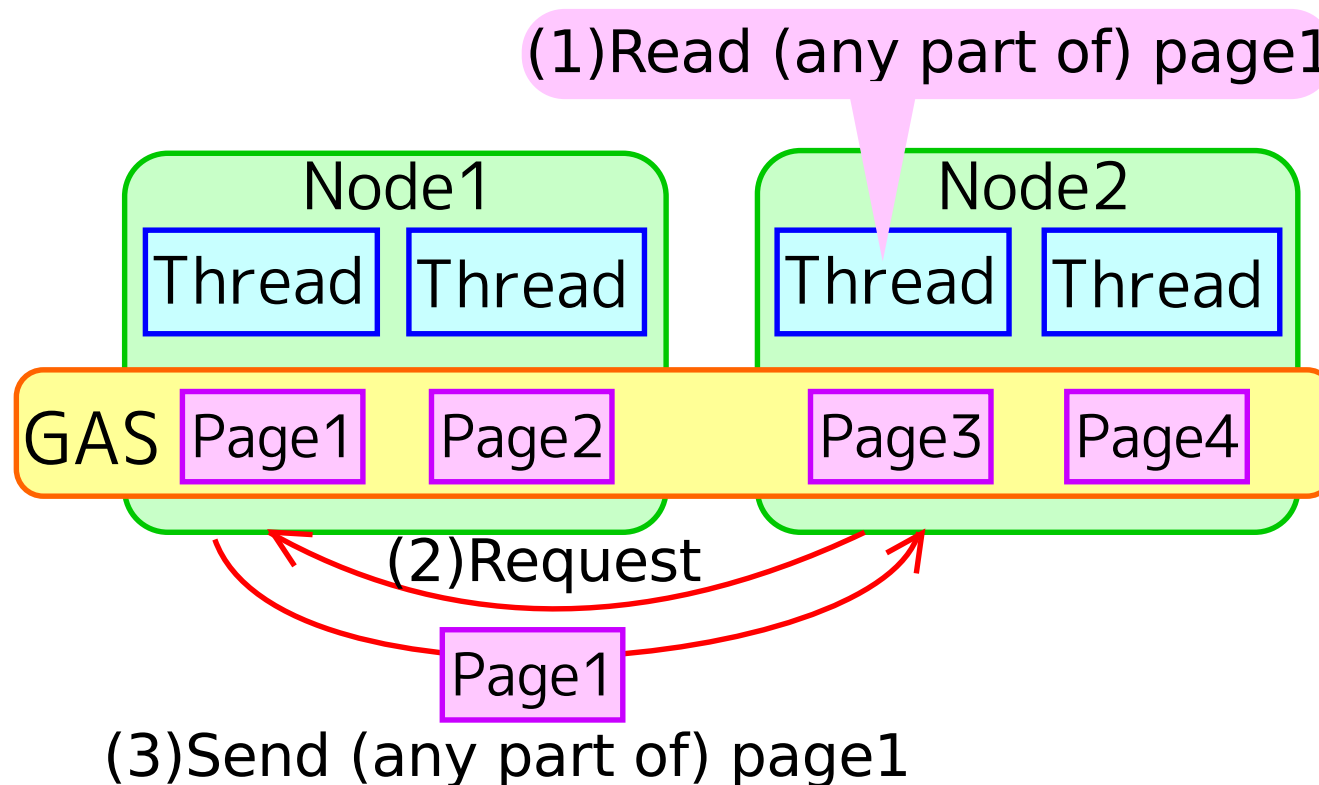 (1)Read (any part of) page1
Node1
Node2
Thread
Thread
Thread
Thread
GAS
Page1
Page2
Page3
Page4
(2)Request
Page1
(3)Send (any part of) page1